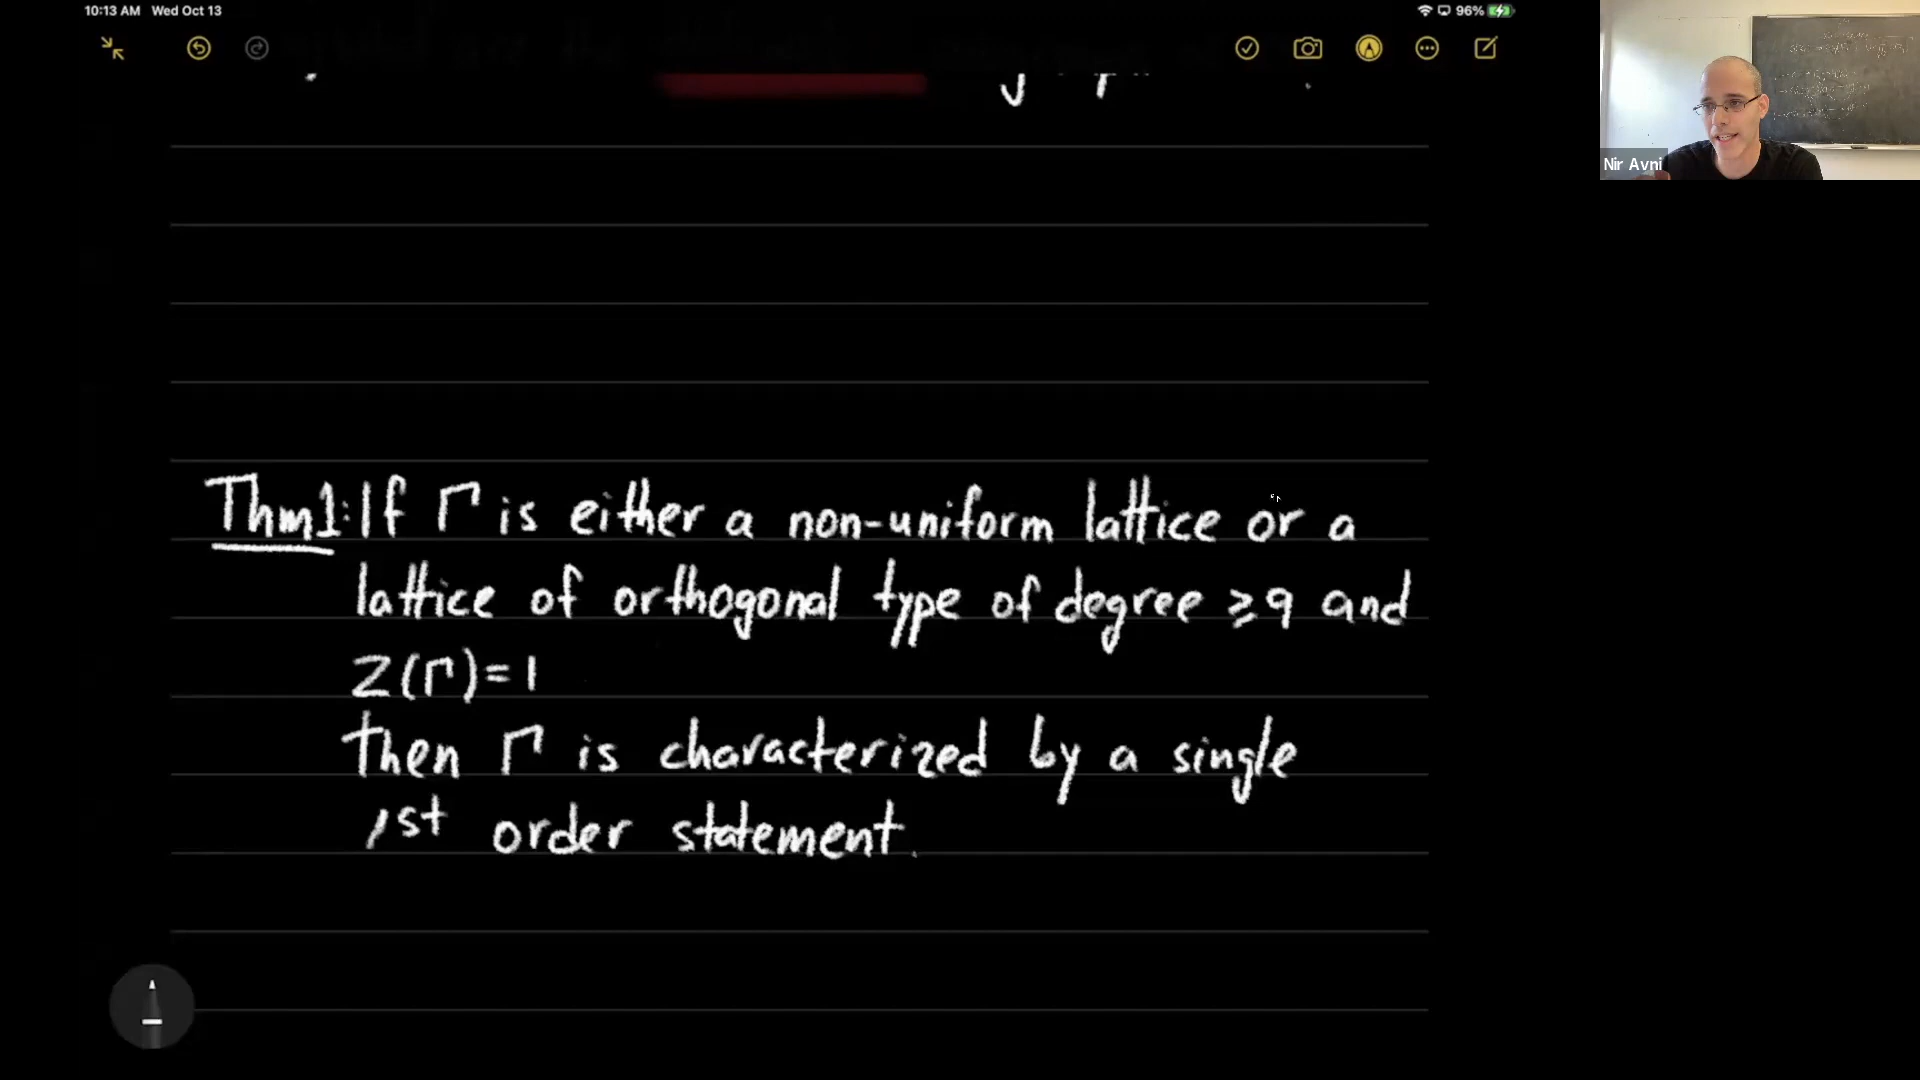 10:13 AM Wed Oct 13
96%
Nir Avni
Thm1: If Γ is either a non-uniform lattice or a
lattice of orthogonal type of degree ≥ 9 and
Z(Γ)=1
then Γ is characterized by a single
1st order statement.